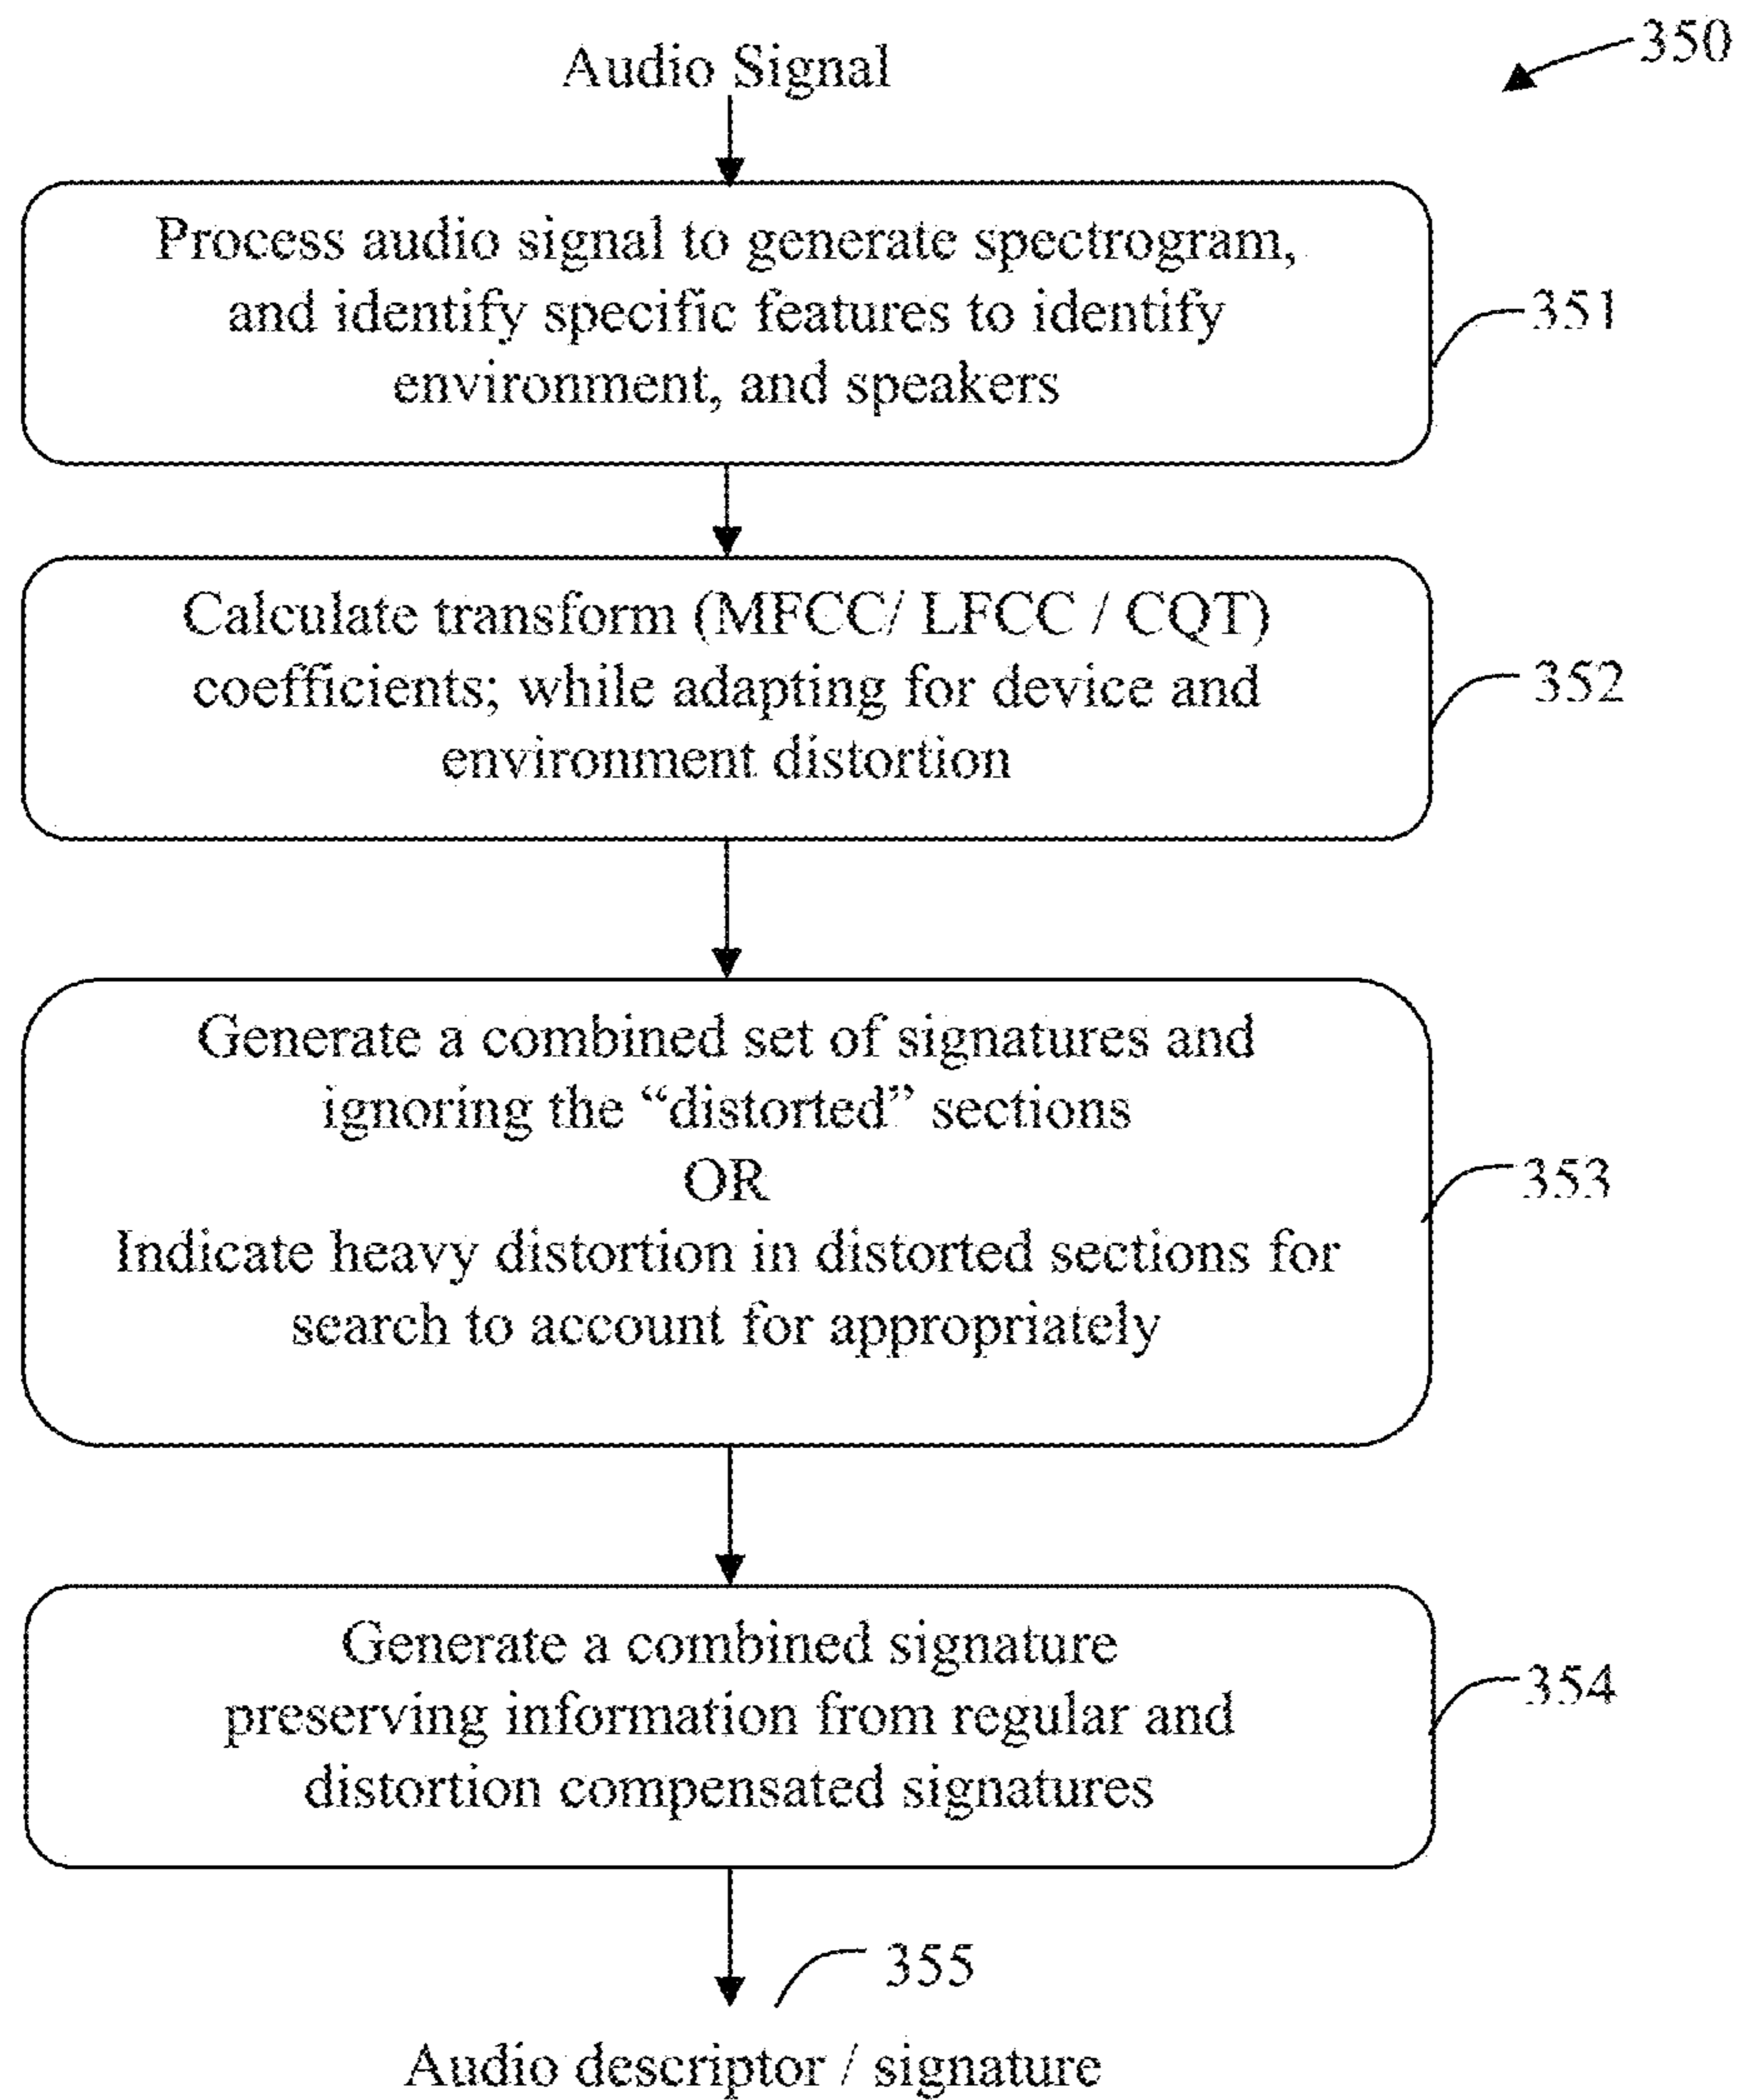 350
Audio Signal
Process audio signal to generate spectrogram,
and identify specific features to identify
environment, and speakers
351
Calculate transform (MFCC/ LFCC / CQT)
coefficients; while adapting for device and
environment distortion
352
Generate a combined set of signatures and
ignoring the “distorted” sections
OR
Indicate heavy distortion in distorted sections for
search to account for appropriately
353
Generate a combined signature
preserving information from regular and
distortion compensated signatures
354
355
Audio descriptor / signature